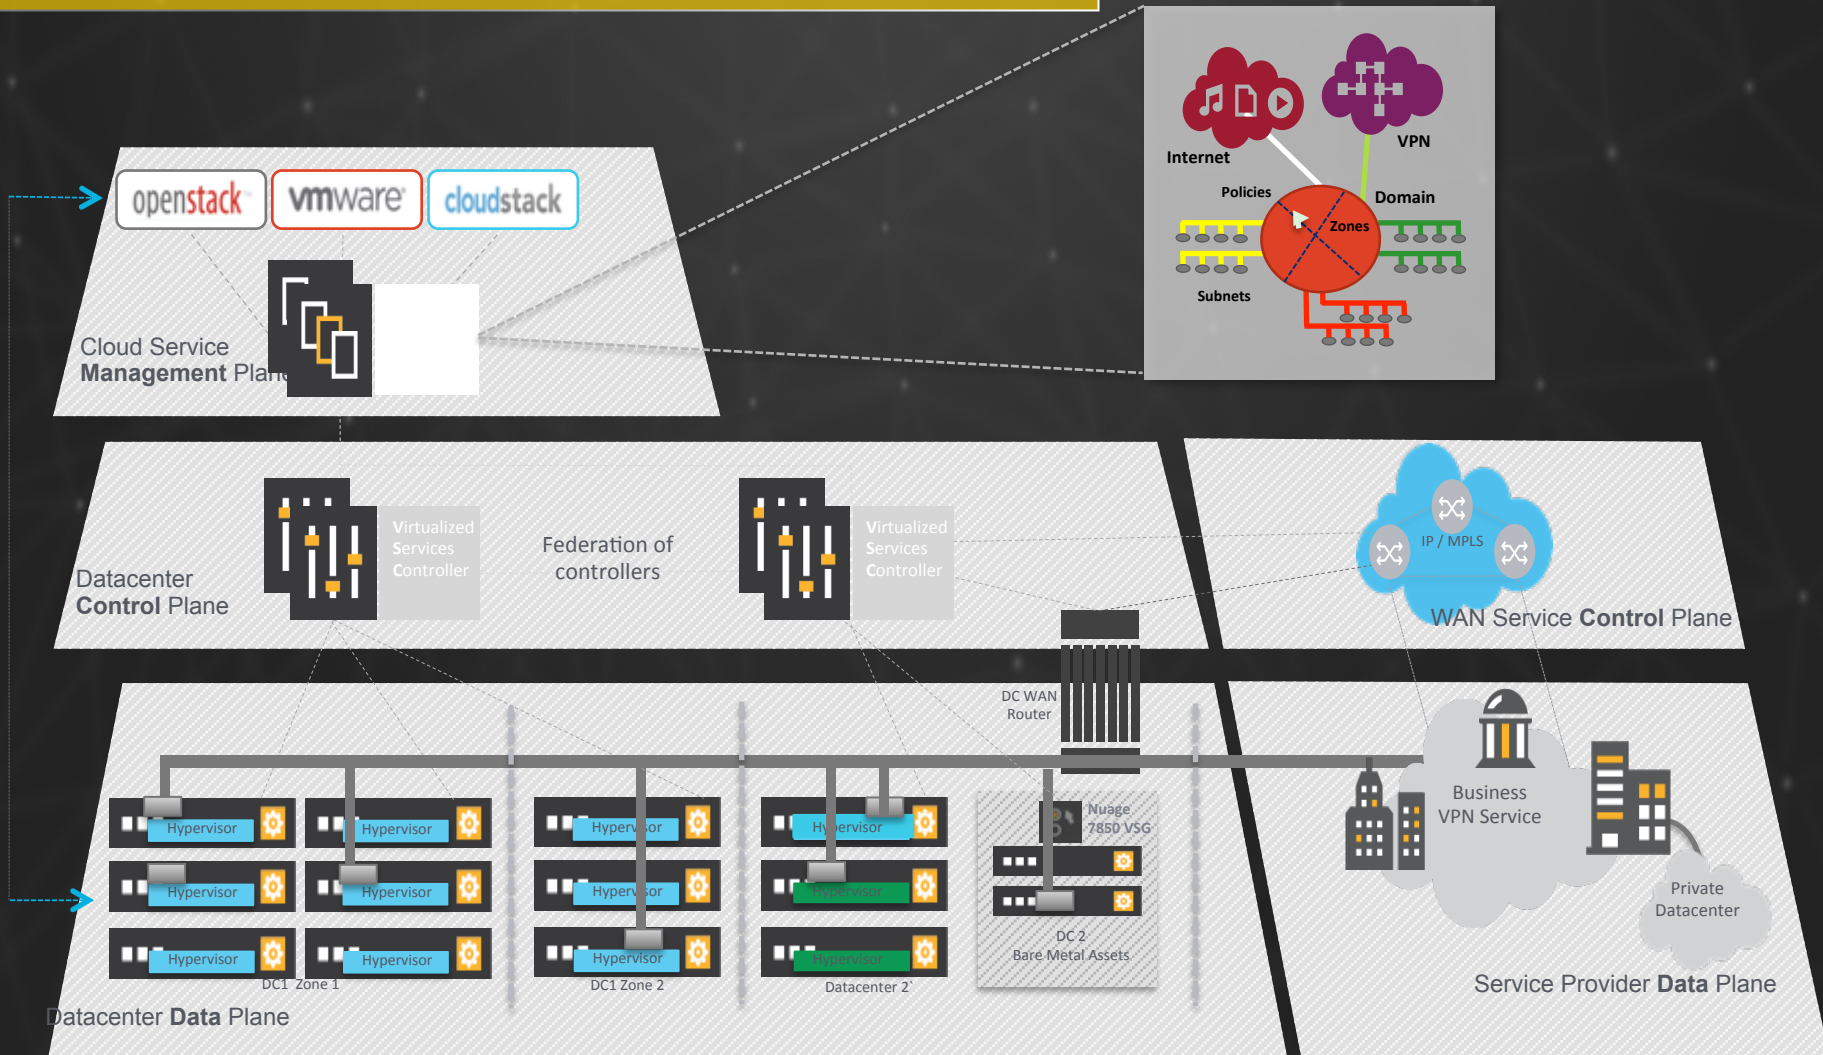 Internet
VPN
Policies
Domain
Zones
Subnets
openstack
vmware
cloudstack
Cloud Service
Management Plane
Virtualized
Services
Controller
Federation of
controllers
Virtualized
Services
Controller
Datacenter
Control Plane
IP / MPLS
WAN Service Control Plane
DC WAN
Router
Hypervisor
Hypervisor
Hypervisor
Hypervisor
Nuage
7850 VSG
Hypervisor
Hypervisor
Hypervisor
Hypervisor
Hypervisor
Hypervisor
Hypervisor
Hypervisor
DC1 Zone 1
DC1 Zone 2
Datacenter 2`
DC 2
Bare Metal Assets
Business
VPN Service
Private
Datacenter
Datacenter Data Plane
Service Provider Data Plane